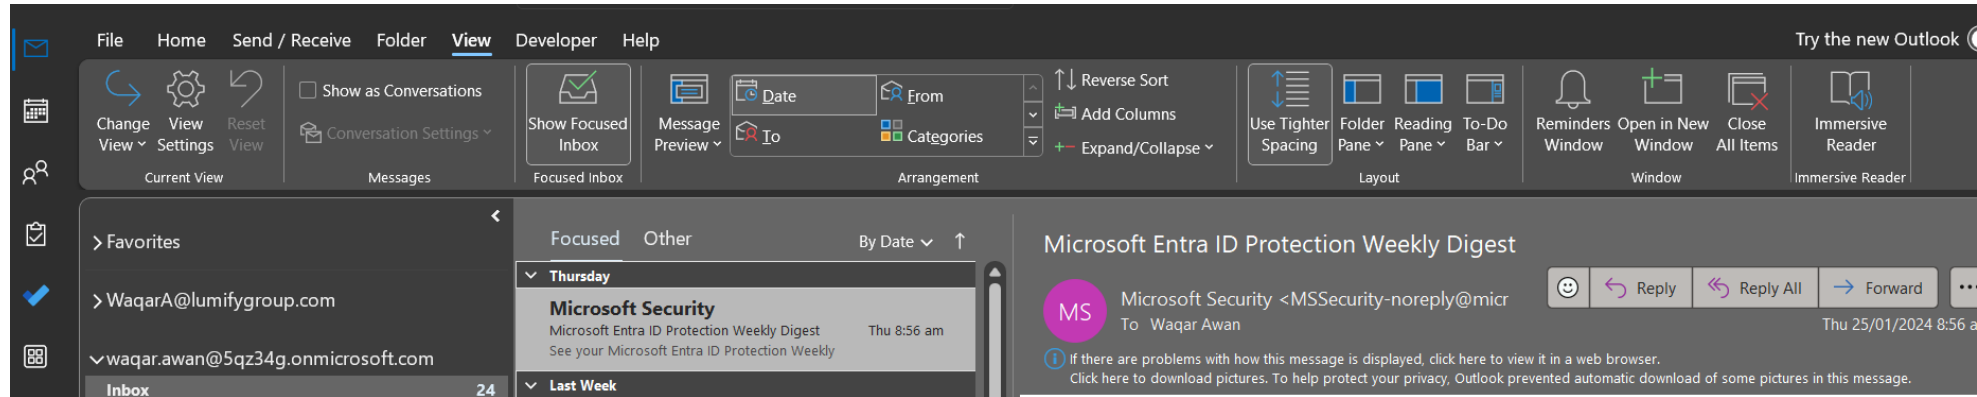 File Home Send / Receive Folder View Developer Help
Try the new Outlook
Change View
View Settings
Reset View
Current View
Show as Conversations
Conversation Settings
Messages
Show Focused Inbox
Focused Inbox
Message Preview
Date
From
To
Categories
Reverse Sort
Add Columns
Expand/Collapse
Arrangement
Use Tighter Spacing
Folder Pane
Reading Pane
To-Do Bar
Layout
Reminders Window
Open in New Window
Close All Items
Window
Immersive Reader
Immersive Reader
Favorites
WaqarA@lumifygroup.com
waqar.awan@5qz34g.onmicrosoft.com
Inbox 24
Focused Other By Date
Thursday
Microsoft Security
Microsoft Entra ID Protection Weekly Digest Thu 8:56 am
See your Microsoft Entra ID Protection Weekly
Last Week
Microsoft Entra ID Protection Weekly Digest
MS
Microsoft Security <MSSecurity-noreply@micr
To Waqar Awan
Reply
Reply All
Forward
Thu 25/01/2024 8:56 a
If there are problems with how this message is displayed, click here to view it in a web browser.
Click here to download pictures. To help protect your privacy, Outlook prevented automatic download of some pictures in this message.